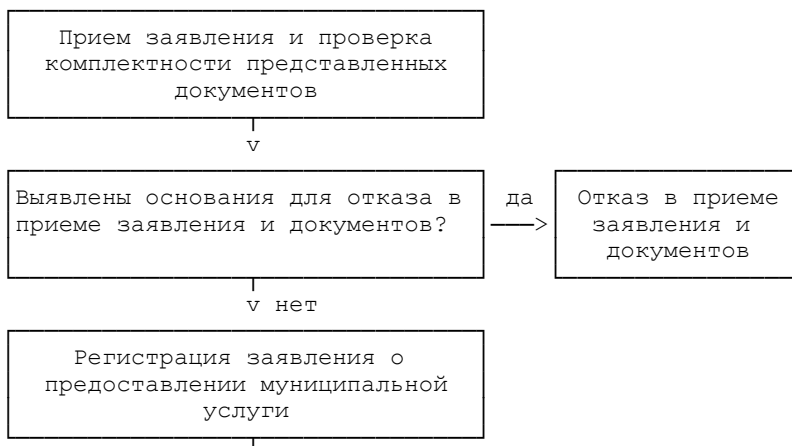 Прием заявления и проверка
комплектности представленных
документов
v
Выявлены основания для отказа в
приеме заявления и документов?
да
>
Отказ в приеме
заявления и
документов
v нет
Регистрация заявления о
предоставлении муниципальной
услуги